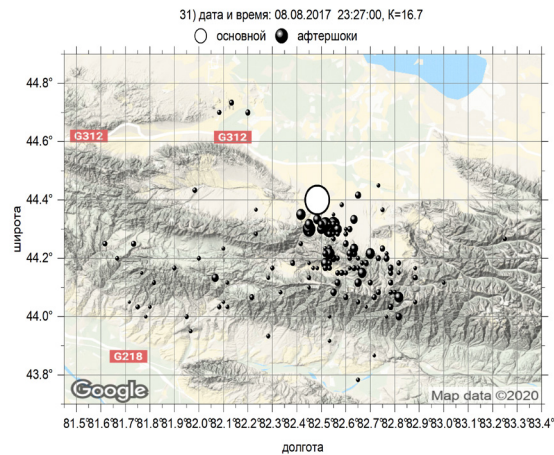 31) дата и время: 08.08.2017 23:27:00, K=16.7
основной афтершоки
44.8°
44.6°
44.4°
44.2°
44.0°
43.8°
широта
G312
G312
G218
Google
Map data ©2020
81.5° 81.6° 81.7° 81.8° 81.9° 82.0° 82.1° 82.2° 82.3° 82.4° 82.5° 82.6° 82.7° 82.8° 82.9° 83.0° 83.1° 83.2° 83.3° 83.4°
долгота